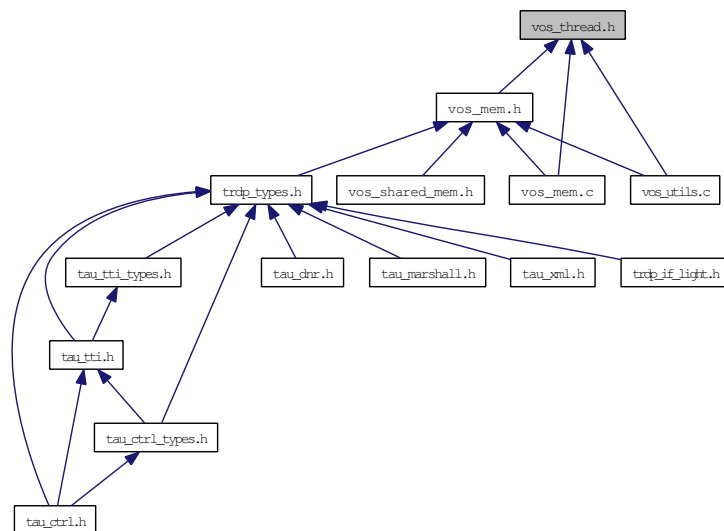 vos_thread.h
vos_mem.h
trdp_types.h
vos_shared_mem.h
vos_mem.c
vos_utils.c
tau_tti_types.h
tau_dnr.h
tau_marshall.h
tau_xml.h
trdp_if_light.h
tau_tti.h
tau_ctrl_types.h
tau_ctrl.h